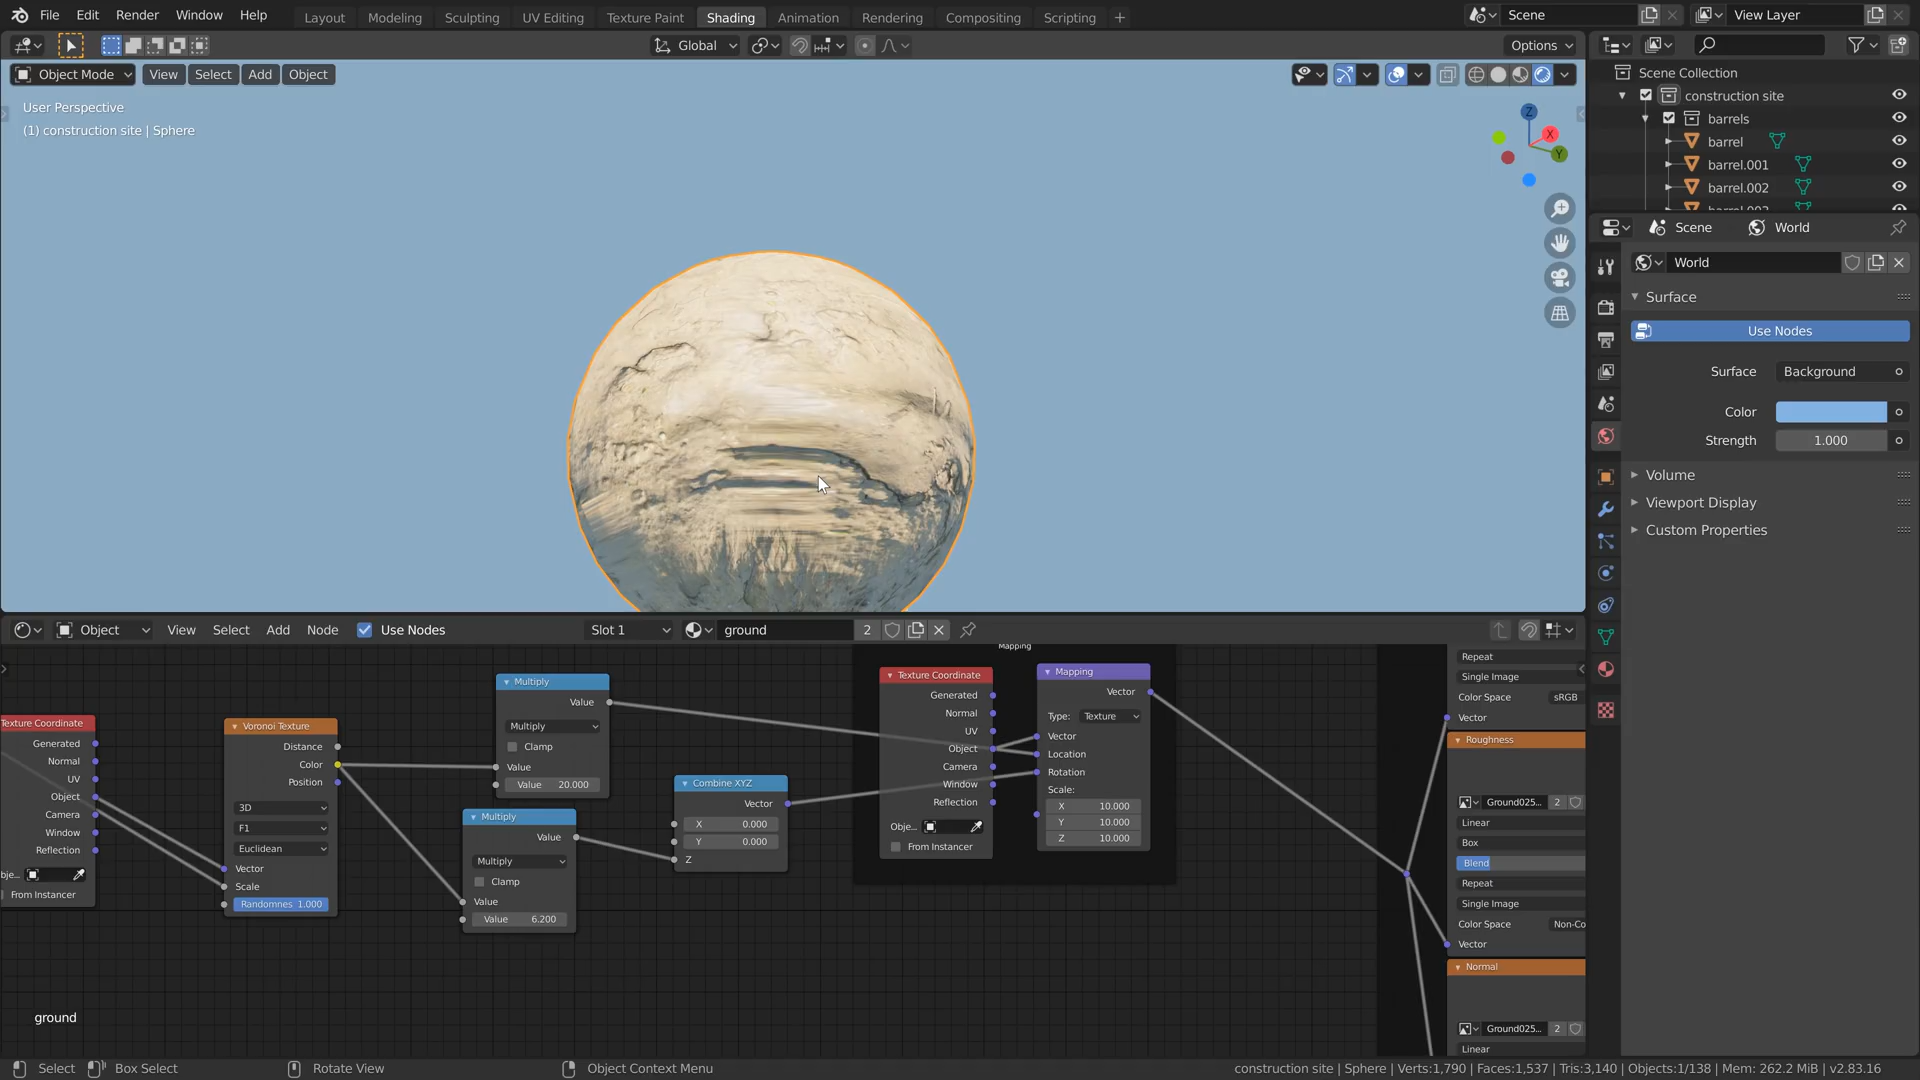 File Edit Render Window Help Layout Modeling Sculpting UV Editing Texture Paint Shading Animation Rendering Compositing Scripting + Scene View Layer
Global Options
Object Mode View Select Add Object
User Perspective
(1) construction site | Sphere
Z
X
Y
Scene Collection
construction site
barrels
barrel
barrel.001
barrel.002
Scene World
World
Surface
Use Nodes
Surface Background
Color
Strength 1.000
Volume
Viewport Display
Custom Properties
Object View Select Add Node Use Nodes Slot 1 ground 2
Mapping
Texture Coordinate
Generated
Normal
UV
Object
Camera
Window
Reflection
From Instancer
Voronoi Texture
Distance
Color
Position
3D
F1
Euclidean
Vector
Scale
Randomnes 1.000
Multiply
Value
Multiply
Clamp
Value
Value 20.000
Multiply
Value
Multiply
Clamp
Value
Value 6.200
Combine XYZ
Vector
X 0.000
Y 0.000
Z
Texture Coordinate
Generated
Normal
UV
Object
Camera
Window
Reflection
Obje...
From Instancer
Mapping
Vector
Type: Texture
Vector
Location
Rotation
Scale:
X 10.000
Y 10.000
Z 10.000
Repeat
Single Image
Color Space sRGB
Vector
Roughness
Ground025... 2
Linear
Box
Blend
Repeat
Single Image
Color Space Non-Co
Vector
Normal
Ground025... 2
Linear
ground
Select Box Select Rotate View Object Context Menu construction site | Sphere | Verts:1,790 | Faces:1,537 | Tris:3,140 | Objects:1/138 | Mem: 262.2 MiB | v2.83.16